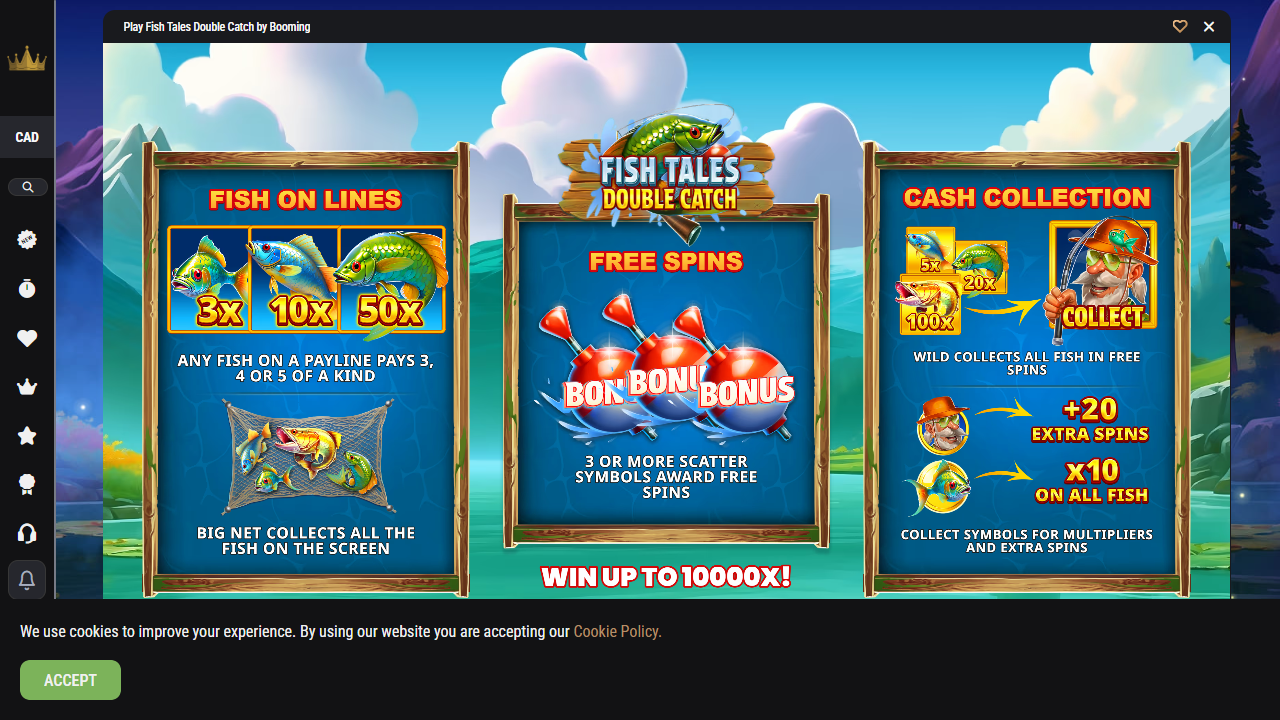 Play Fish Tales Double Catch by Booming
CAD
NEW
FISH TALES
DOUBLE CATCH
FISH ON LINES
3x
10x
50x
ANY FISH ON A PAYLINE PAYS 3,
4 OR 5 OF A KIND
BIG NET COLLECTS ALL THE
FISH ON THE SCREEN
FREE SPINS
BON
BONU
BONUS
3 OR MORE SCATTER
SYMBOLS AWARD FREE
SPINS
WIN UP TO 10000X!
CASH COLLECTION
5x
20x
100x
COLLECT
WILD COLLECTS ALL FISH IN FREE
SPINS
+20
EXTRA SPINS
x10
ON ALL FISH
COLLECT SYMBOLS FOR MULTIPLIERS
AND EXTRA SPINS
We use cookies to improve your experience. By using our website you are accepting our Cookie Policy.
ACCEPT